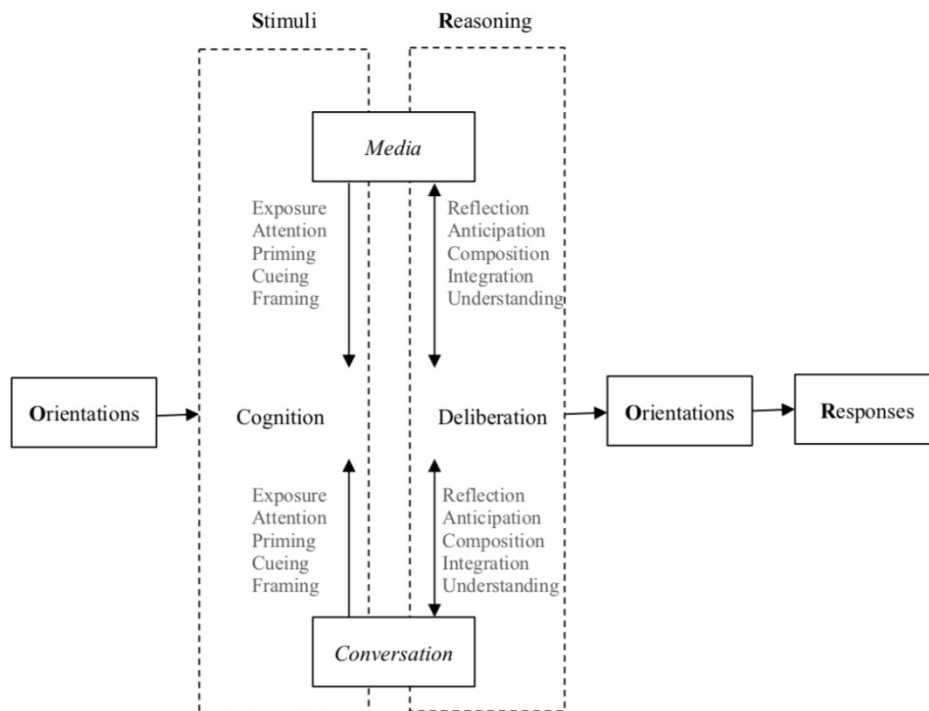 Stimuli
Reasoning
Media
Exposure
Attention
Priming
Cueing
Framing
Reflection
Anticipation
Composition
Integration
Understanding
Orientations
Cognition
Deliberation
Orientations
Responses
Exposure
Attention
Priming
Cueing
Framing
Reflection
Anticipation
Composition
Integration
Understanding
Conversation